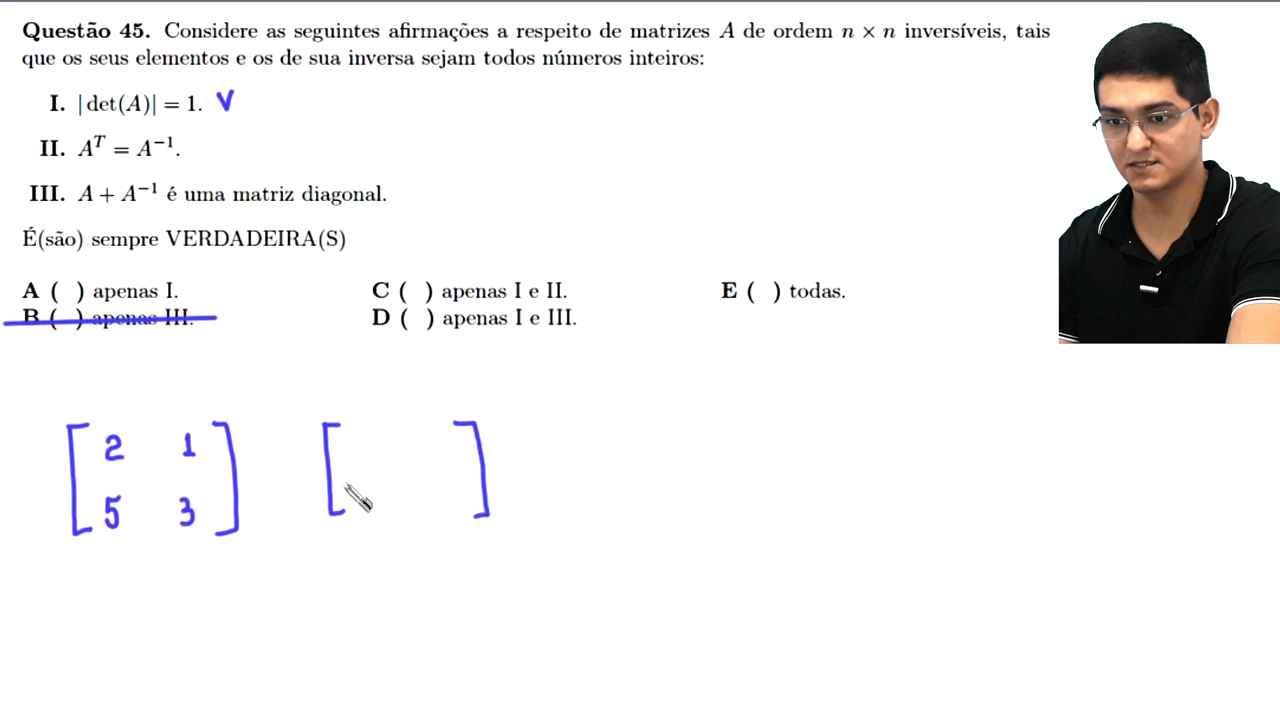 Questão 45. Considere as seguintes afirmações a respeito de matrizes A de ordem n × n inversíveis, tais
que os seus elementos e os de sua inversa sejam todos números inteiros:
I. |det(A)| = 1. V
II. Aᵀ = A⁻¹.
III. A + A⁻¹ é uma matriz diagonal.
É(são) sempre VERDADEIRA(S)
A ( ) apenas I.
B ( ) apenas III.
C ( ) apenas I e II.
D ( ) apenas I e III.
E ( ) todas.
2 1
5 3